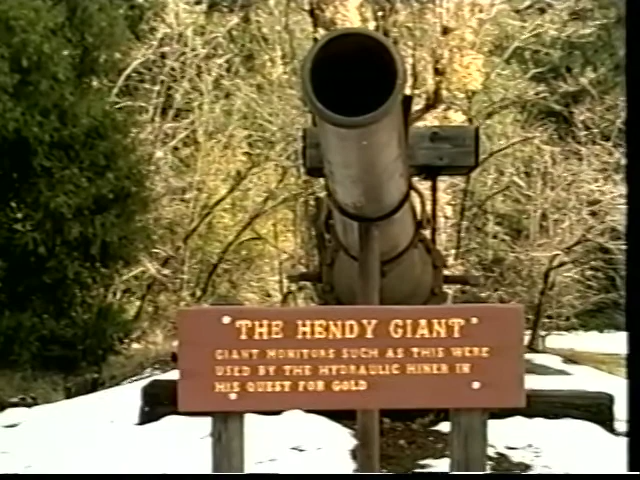 "THE HENDY GIANT"
GIANT MONITORS SUCH AS THIS WERE
USED BY THE HYDRAULIC MINER IN
HIS QUEST FOR GOLD